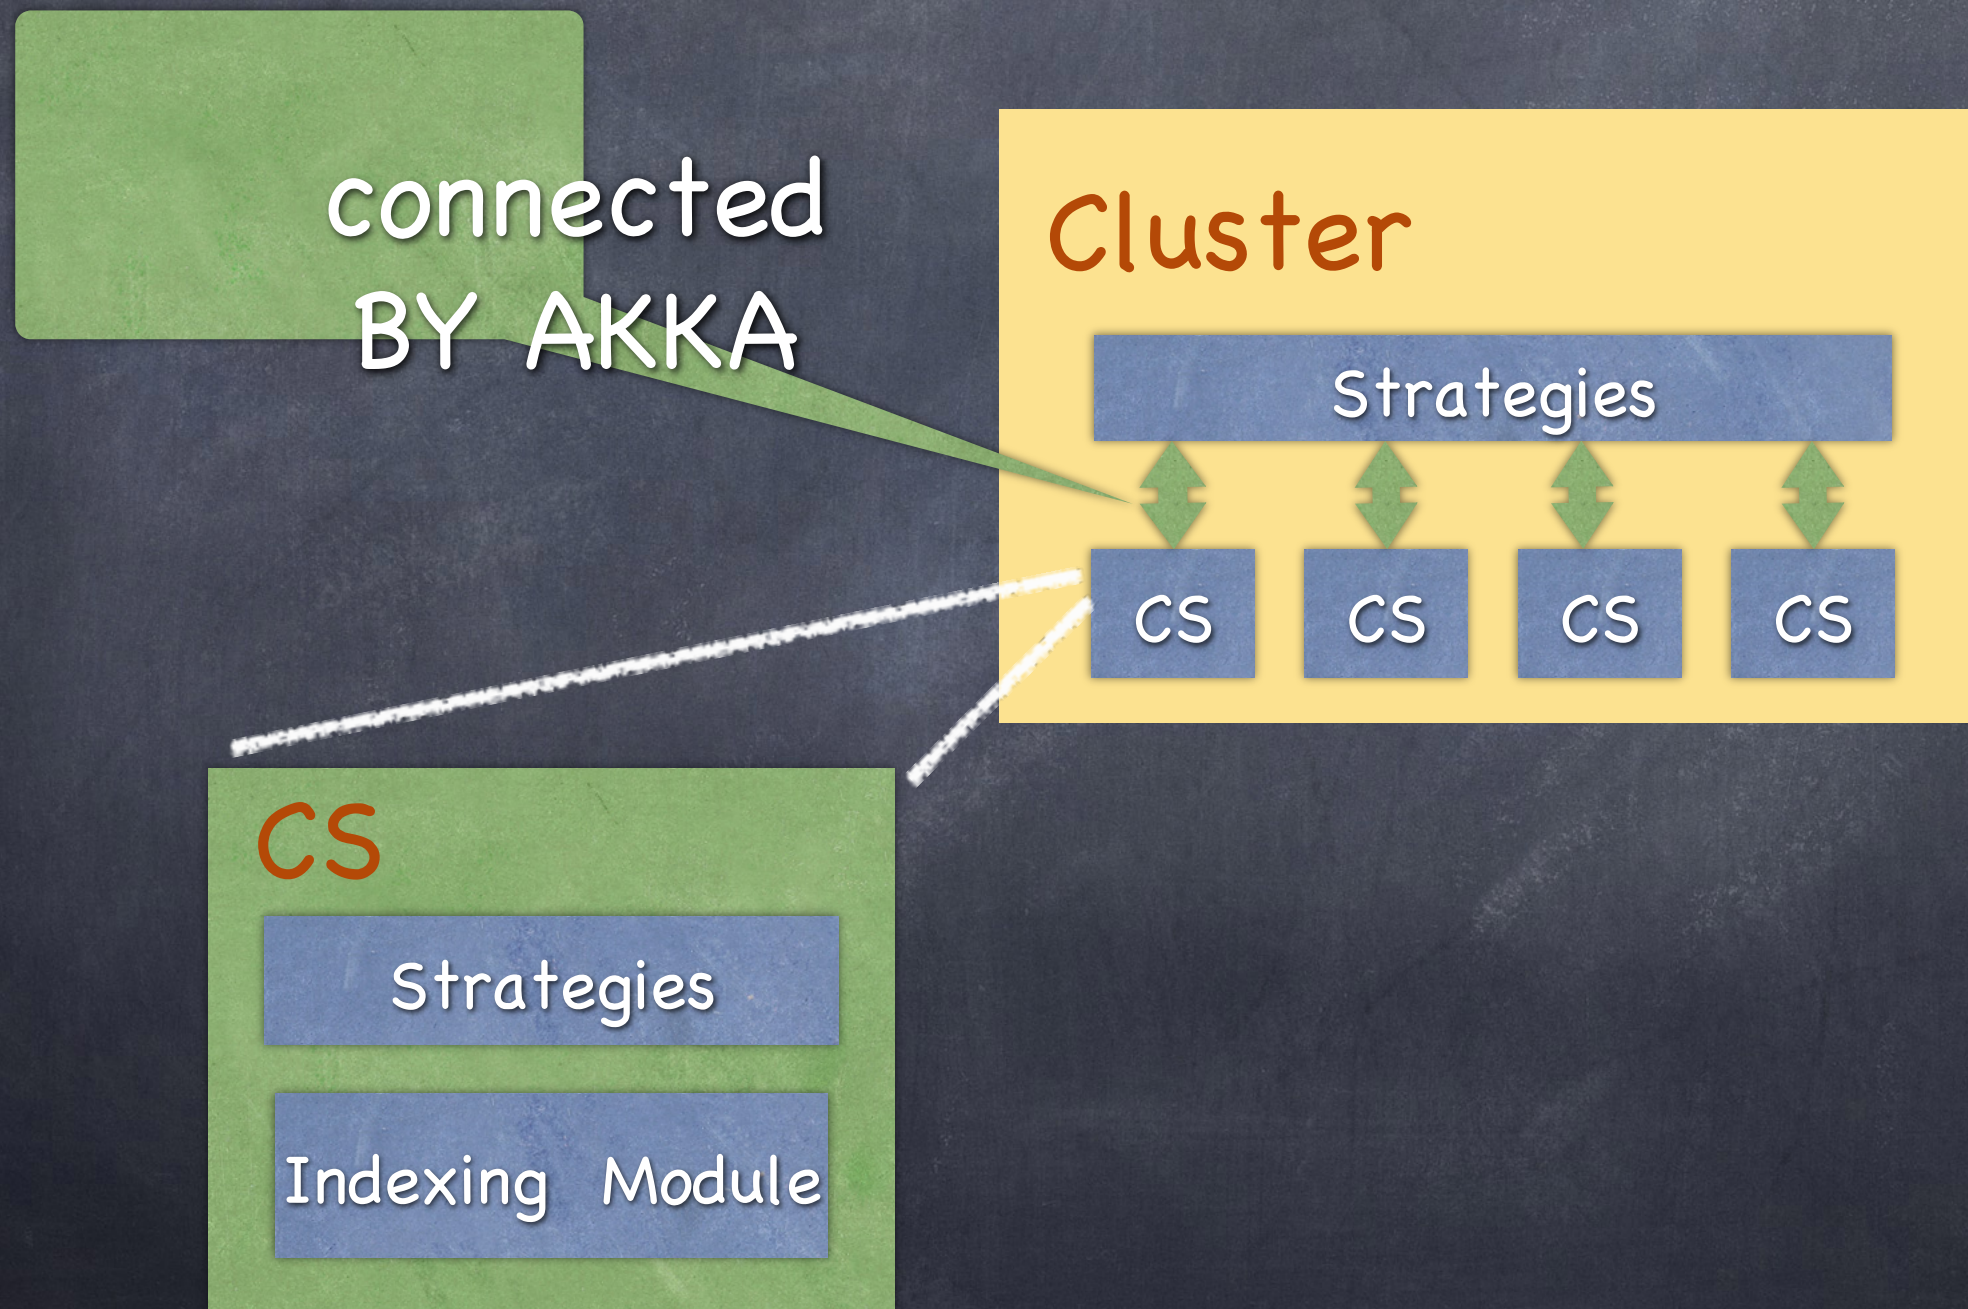 connected
BY AKKA
Cluster
Strategies
CS
CS
CS
CS
CS
Strategies
Indexing Module